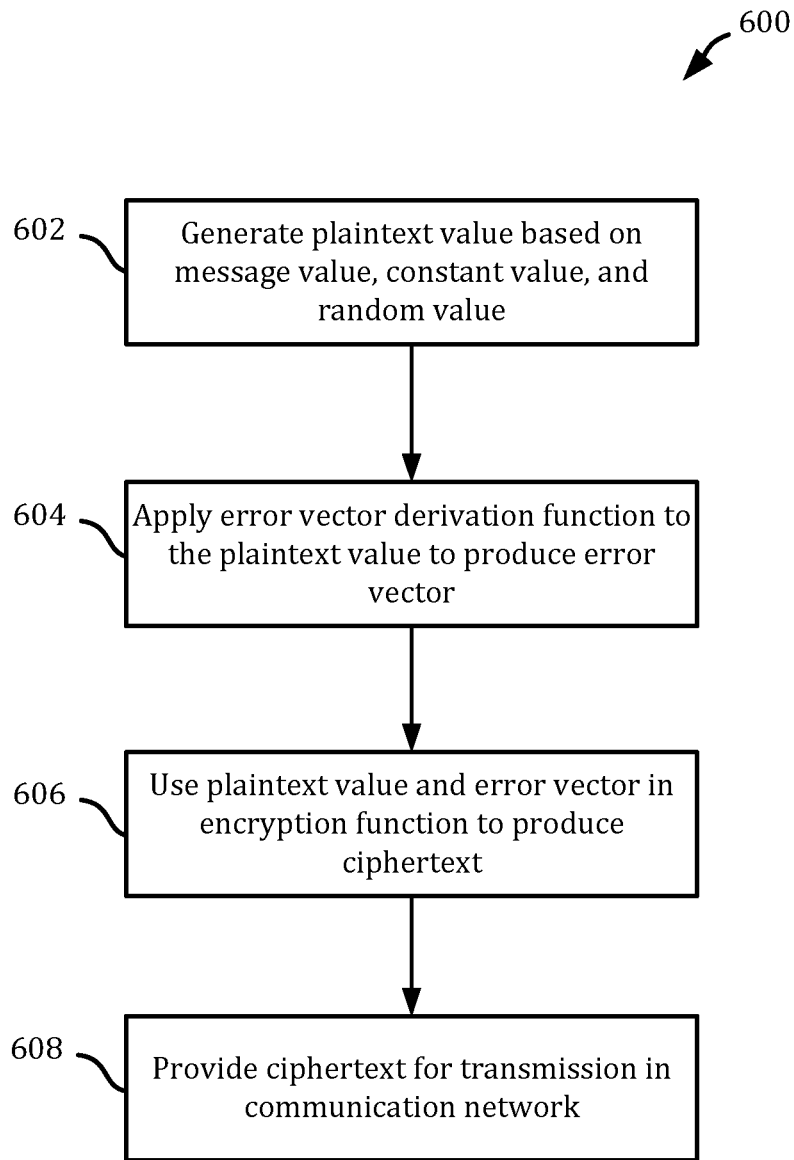 600
602
Generate plaintext value based on
message value, constant value, and
random value
604
Apply error vector derivation function to
the plaintext value to produce error
vector
606
Use plaintext value and error vector in
encryption function to produce
ciphertext
608
Provide ciphertext for transmission in
communication network